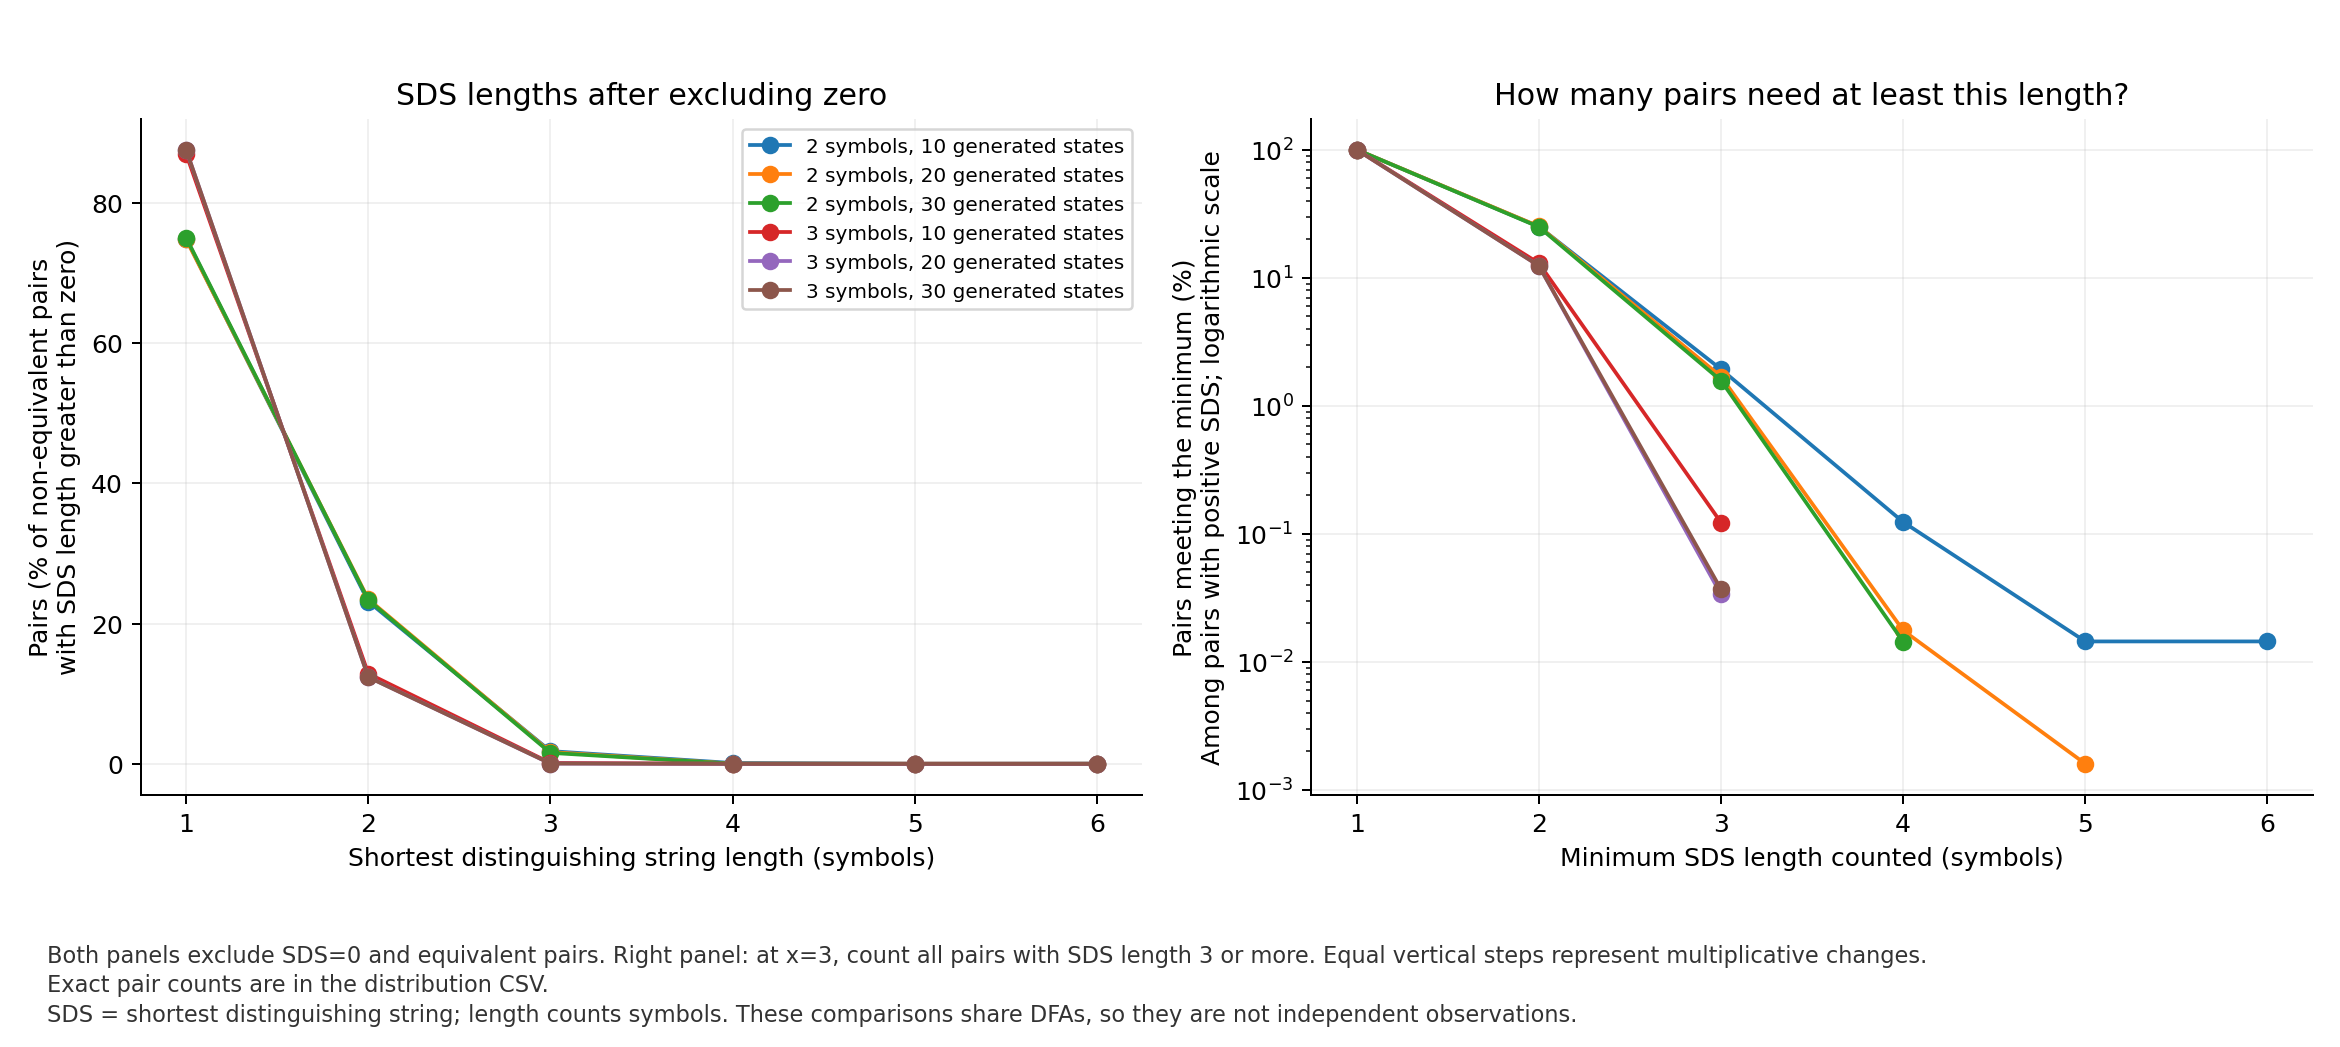 SDS lengths after excluding zero
Pairs (% of non-equivalent pairs
with SDS length greater than zero)
80
60
40
20
0
2 symbols, 10 generated states
2 symbols, 20 generated states
2 symbols, 30 generated states
3 symbols, 10 generated states
3 symbols, 20 generated states
3 symbols, 30 generated states
1 2 3 4 5 6
Shortest distinguishing string length (symbols)
How many pairs need at least this length?
Pairs meeting the minimum (%)
Among pairs with positive SDS; logarithmic scale
10²
10¹
10⁰
10⁻¹
10⁻²
10⁻³
1 2 3 4 5 6
Minimum SDS length counted (symbols)
Both panels exclude SDS=0 and equivalent pairs. Right panel: at x=3, count all pairs with SDS length 3 or more. Equal vertical steps represent multiplicative changes.
Exact pair counts are in the distribution CSV.
SDS = shortest distinguishing string; length counts symbols. These comparisons share DFAs, so they are not independent observations.